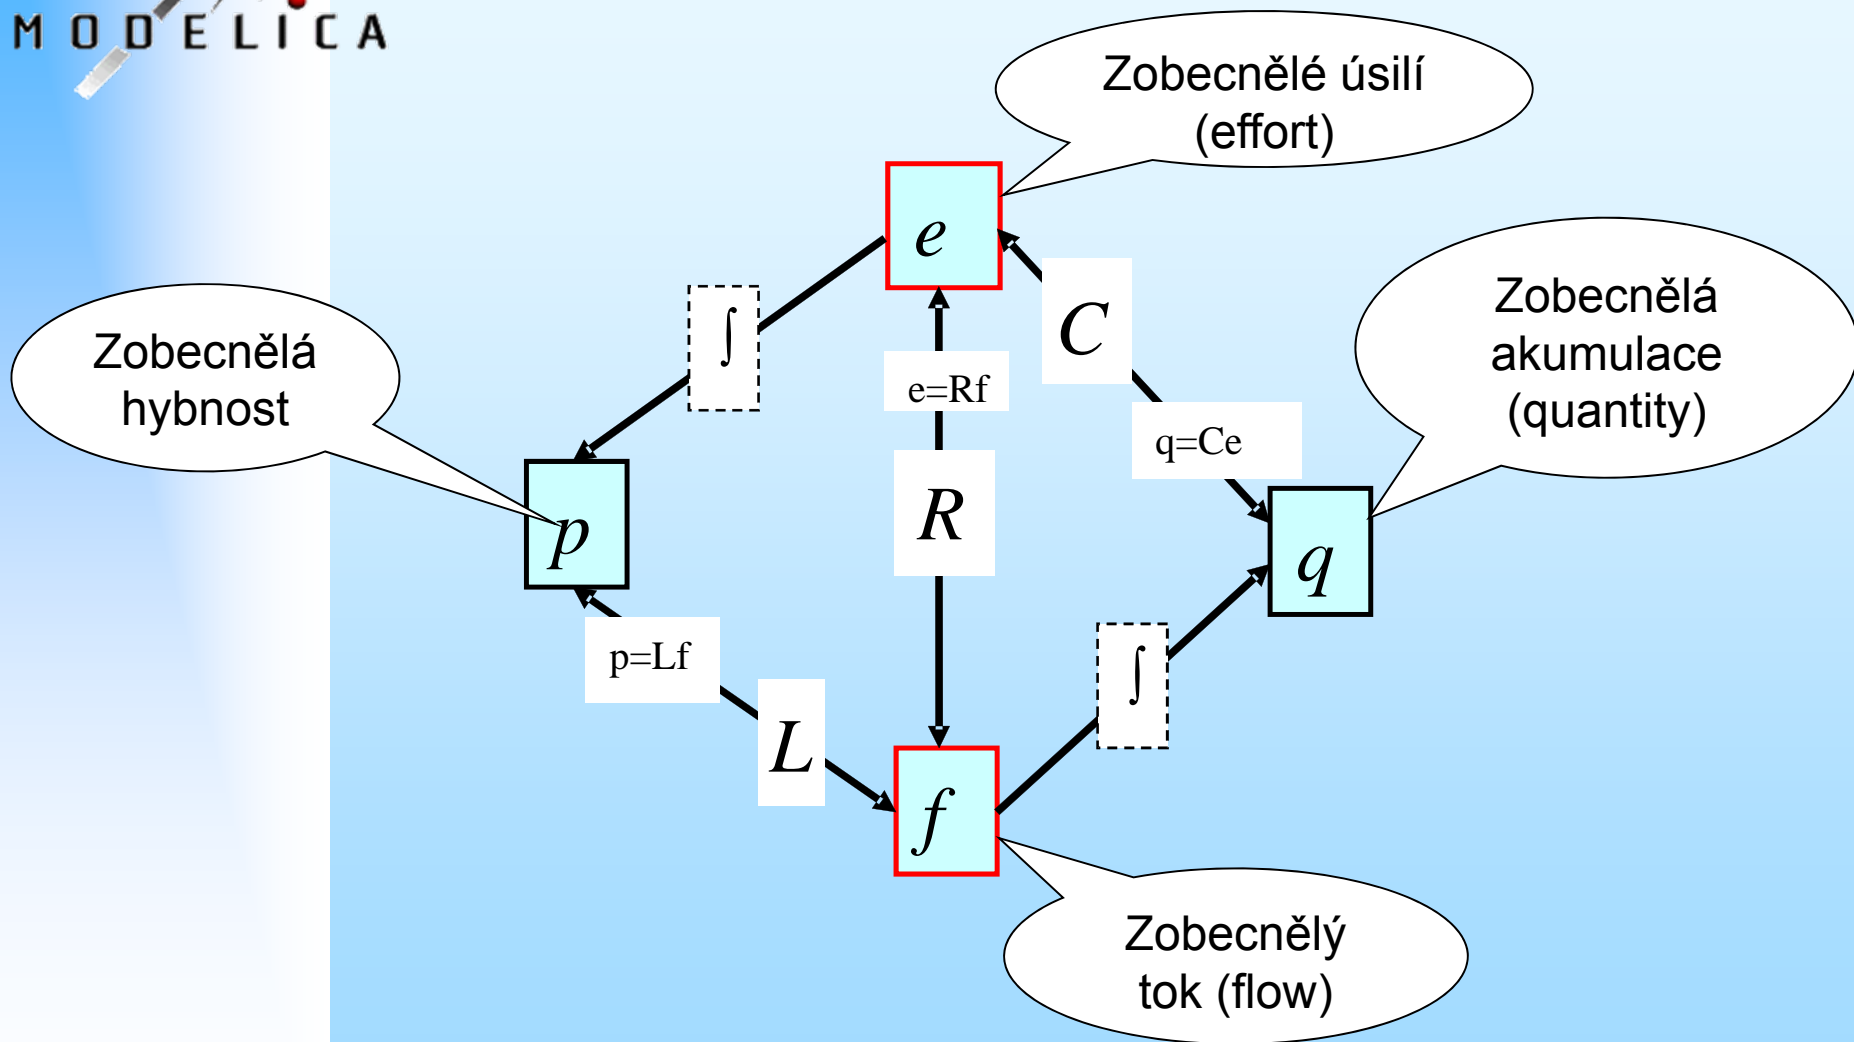 MODELICA
Zobecnělé úsilí
(effort)
e
∫
C
Zobecnělá
akumulace
(quantity)
Zobecnělá
hybnost
e=Rf
q=Ce
R
p
q
p=Lf
∫
L
f
Zobecnělý
tok (flow)